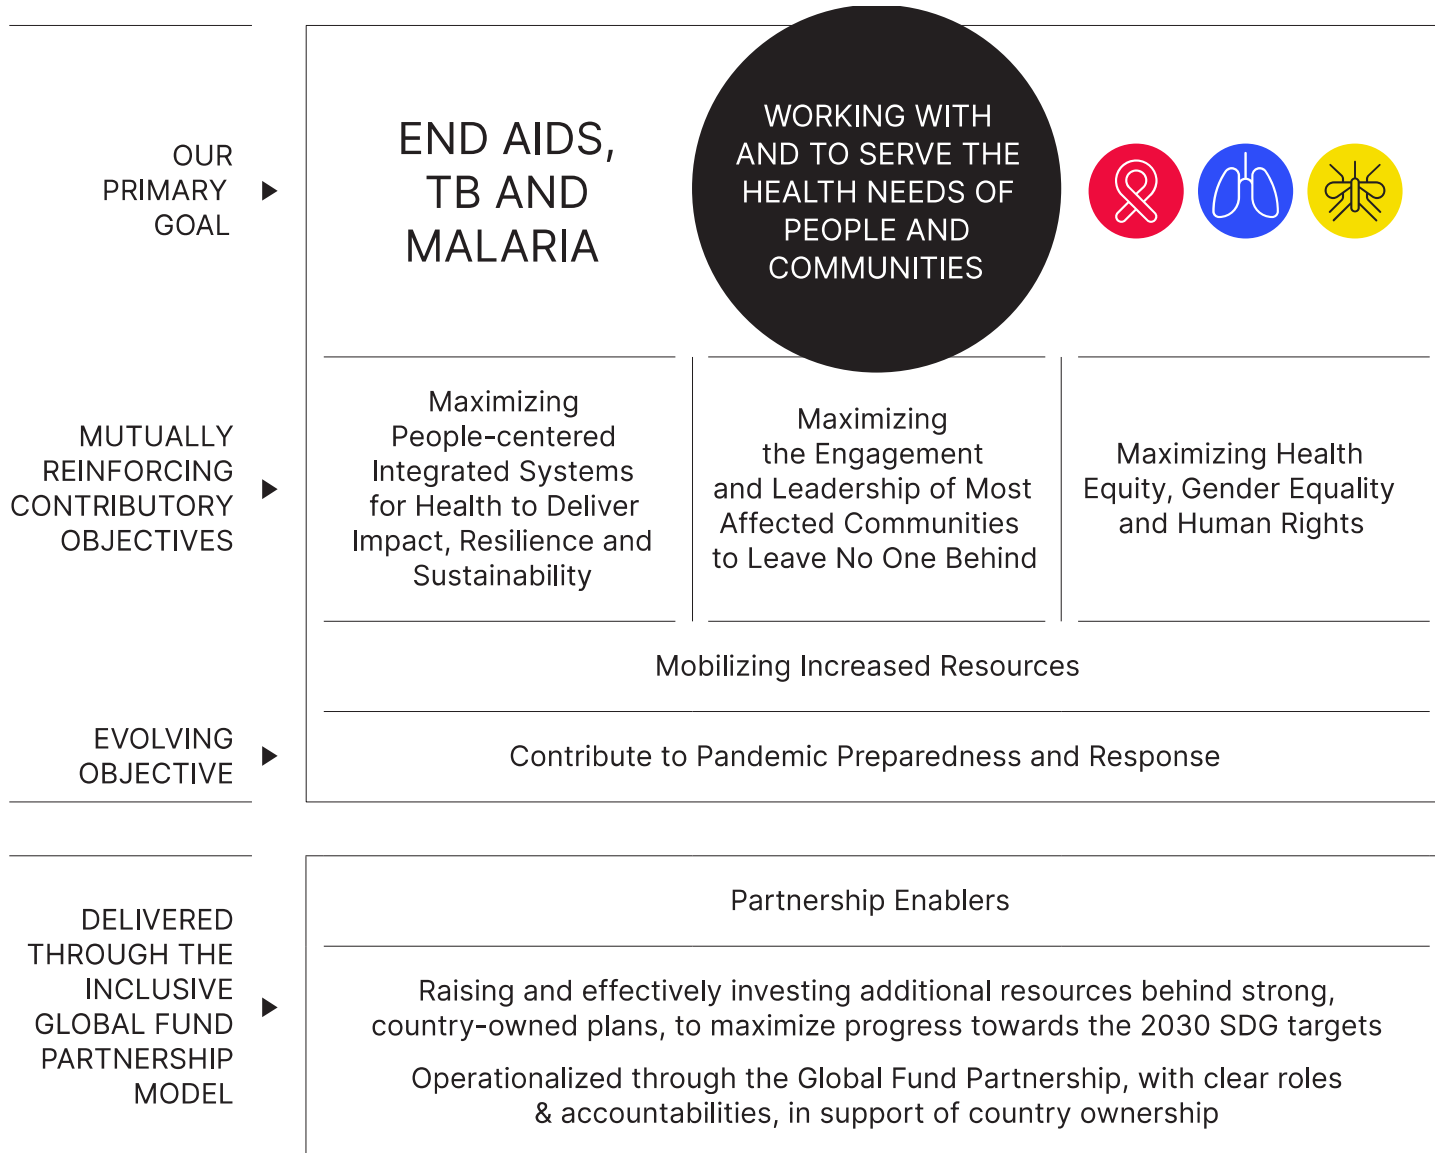 OUR
PRIMARY
GOAL
END AIDS,
TB AND
MALARIA
WORKING WITH
AND TO SERVE THE
HEALTH NEEDS OF
PEOPLE AND
COMMUNITIES
MUTUALLY
REINFORCING
CONTRIBUTORY
OBJECTIVES
Maximizing
People-centered
Integrated Systems
for Health to Deliver
Impact, Resilience and
Sustainability
Maximizing
the Engagement
and Leadership of Most
Affected Communities
to Leave No One Behind
Maximizing Health
Equity, Gender Equality
and Human Rights
Mobilizing Increased Resources
EVOLVING
OBJECTIVE
Contribute to Pandemic Preparedness and Response
DELIVERED
THROUGH THE
INCLUSIVE
GLOBAL FUND
PARTNERSHIP
MODEL
Partnership Enablers
Raising and effectively investing additional resources behind strong,
country-owned plans, to maximize progress towards the 2030 SDG targets
Operationalized through the Global Fund Partnership, with clear roles
& accountabilities, in support of country ownership